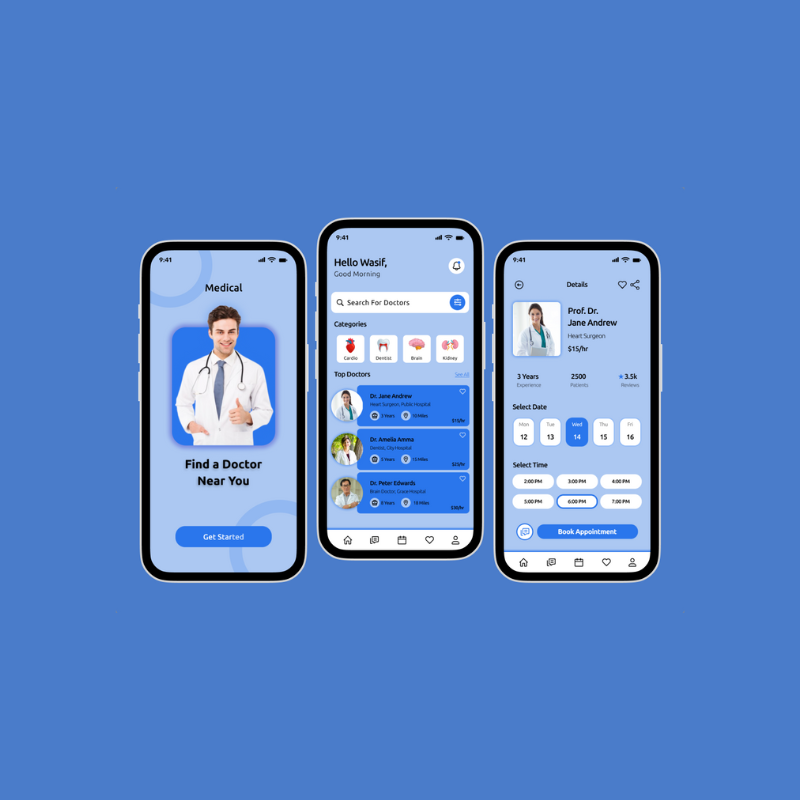 9:41
Medical
Find a Doctor
Near You
Get Started
9:41
Hello Wasif,
Good Morning
Search For Doctors
Categories
Cardio
Dentist
Brain
Kidney
Top Doctors
See All
Dr. Jane Andrew
Heart Surgeon, Public Hospital
3 Years
10 Miles
$15/hr
Dr. Amelia Amma
Dentist, City Hospital
15 Miles
$25/hr
Dr. Peter Edwards
Brain Doctor, Grace Hospital
18 Miles
$30/hr
9:41
Details
Prof. Dr.
Jane Andrew
Heart Surgeon
$15/hr
3 Years
Experience
2500
Patients
3.5k
Reviews
Select Date
Mon
12
Tue
13
Wed
14
Thu
15
Fri
16
Select Time
2:00 PM
3:00 PM
4:00 PM
5:00 PM
6:00 PM
7:00 PM
Book Appointment